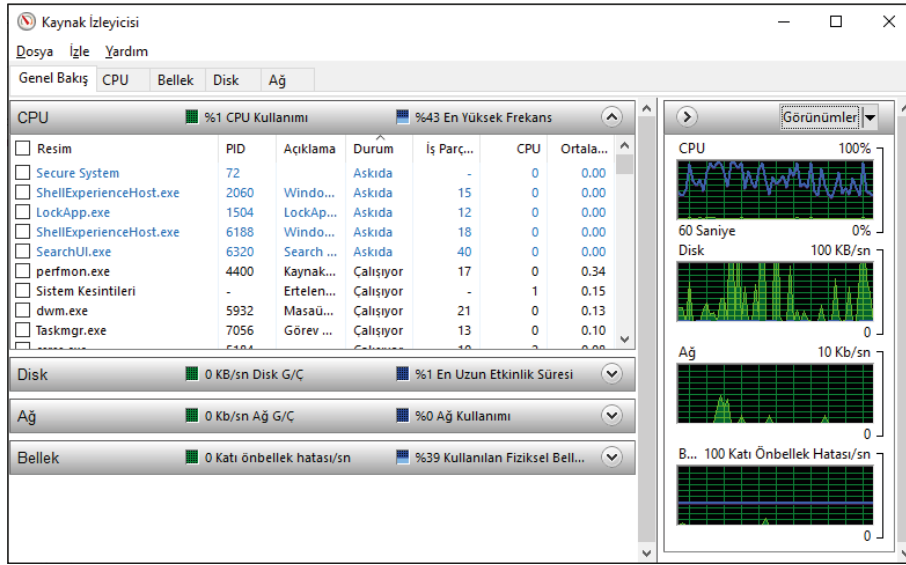 Kaynak İzleyicisi
Dosya İzle Yardım
Genel Bakış CPU Bellek Disk Ağ
CPU %1 CPU Kullanımı %43 En Yüksek Frekans
Resim PID Açıklama Durum İş Parç... CPU Ortala...
Secure System 72 Askıda - 0 0.00
ShellExperienceHost.exe 2060 Windo... Askıda 15 0 0.00
LockApp.exe 1504 LockAp... Askıda 12 0 0.00
ShellExperienceHost.exe 6188 Windo... Askıda 18 0 0.00
SearchUI.exe 6320 Search ... Askıda 40 0 0.00
perfmon.exe 4400 Kaynak... Çalışıyor 17 0 0.34
Sistem Kesintileri - Ertelen... Çalışıyor - 1 0.15
dwm.exe 5932 Masaü... Çalışıyor 21 0 0.13
Taskmgr.exe 7056 Görev ... Çalışıyor 13 0 0.10
Disk 0 KB/sn Disk G/Ç %1 En Uzun Etkinlik Süresi
Ağ 0 Kb/sn Ağ G/Ç %0 Ağ Kullanımı
Bellek 0 Katı önbellek hatası/sn %39 Kullanılan Fiziksel Bell...
Görünümler
CPU 100%
60 Saniye 0%
Disk 100 KB/sn
0
Ağ 10 Kb/sn
0
B... 100 Katı Önbellek Hatası/sn
0